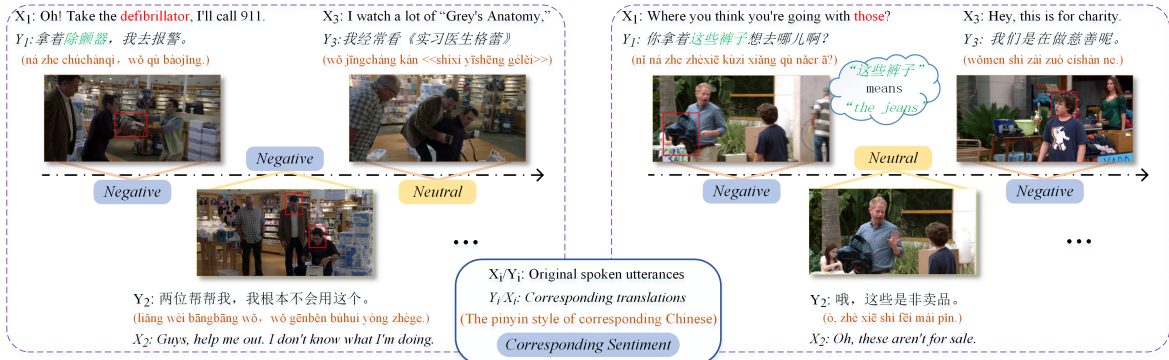 X1: Oh! Take the defibrillator, I'll call 911.
Y1:拿着除颤器，我去报警。
(ná zhe chúchànqì，wǒ qù bàojǐng.)
X3: I watch a lot of “Grey's Anatomy,”
Y3:我经常看《实习医生格蕾》
(wǒ jīngcháng kàn <<shíxí yīshēng gélěi>>)
Negative
Negative
Neutral
...
Y2: 两位帮帮我，我根本不会用这个。
(liǎng wèi bāngbāng wǒ，wǒ gēnběn búhuì yòng zhège.)
X2: Guys, help me out. I don't know what I'm doing.
Xi/Yi: Original spoken utterances
Yi/Xi: Corresponding translations
(The pinyin style of corresponding Chinese)
Corresponding Sentiment
X1: Where you think you're going with those?
Y1: 你拿着这些裤子想去哪儿啊?
(nǐ ná zhe zhèxiē kùzi xiǎng qù nǎer ā?)
X3: Hey, this is for charity.
Y3: 我们是在做慈善呢。
(wǒmen shì zài zuò císhàn ne.)
“这些裤子”
means
“the jeans”
SALE
YARD
Neutral
Negative
Negative
...
Y2: 哦，这些是非卖品。
(ò, zhè xiē shì fēi mài pǐn.)
X2: Oh, these aren't for sale.